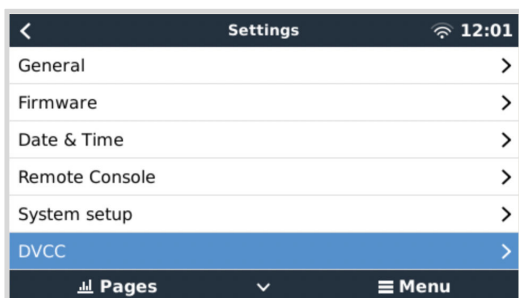 Settings 12:01
General
Firmware
Date & Time
Remote Console
System setup
DVCC
Pages Menu